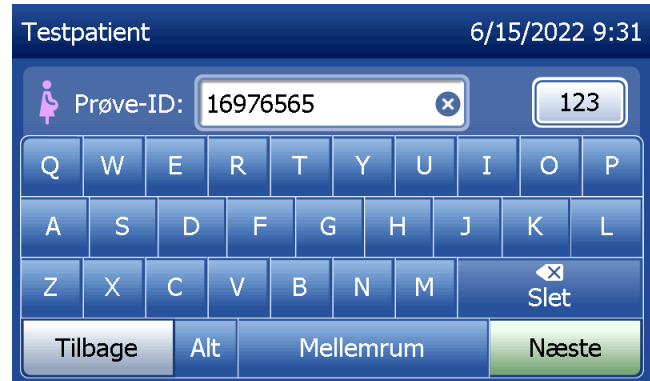 Testpatient 6/15/2022 9:31
Prøve-ID: 16976565 123
Q W E R T Y U I O P
A S D F G H J K L
Z X C V B N M Slet
Tilbage Alt Mellemrum Næste